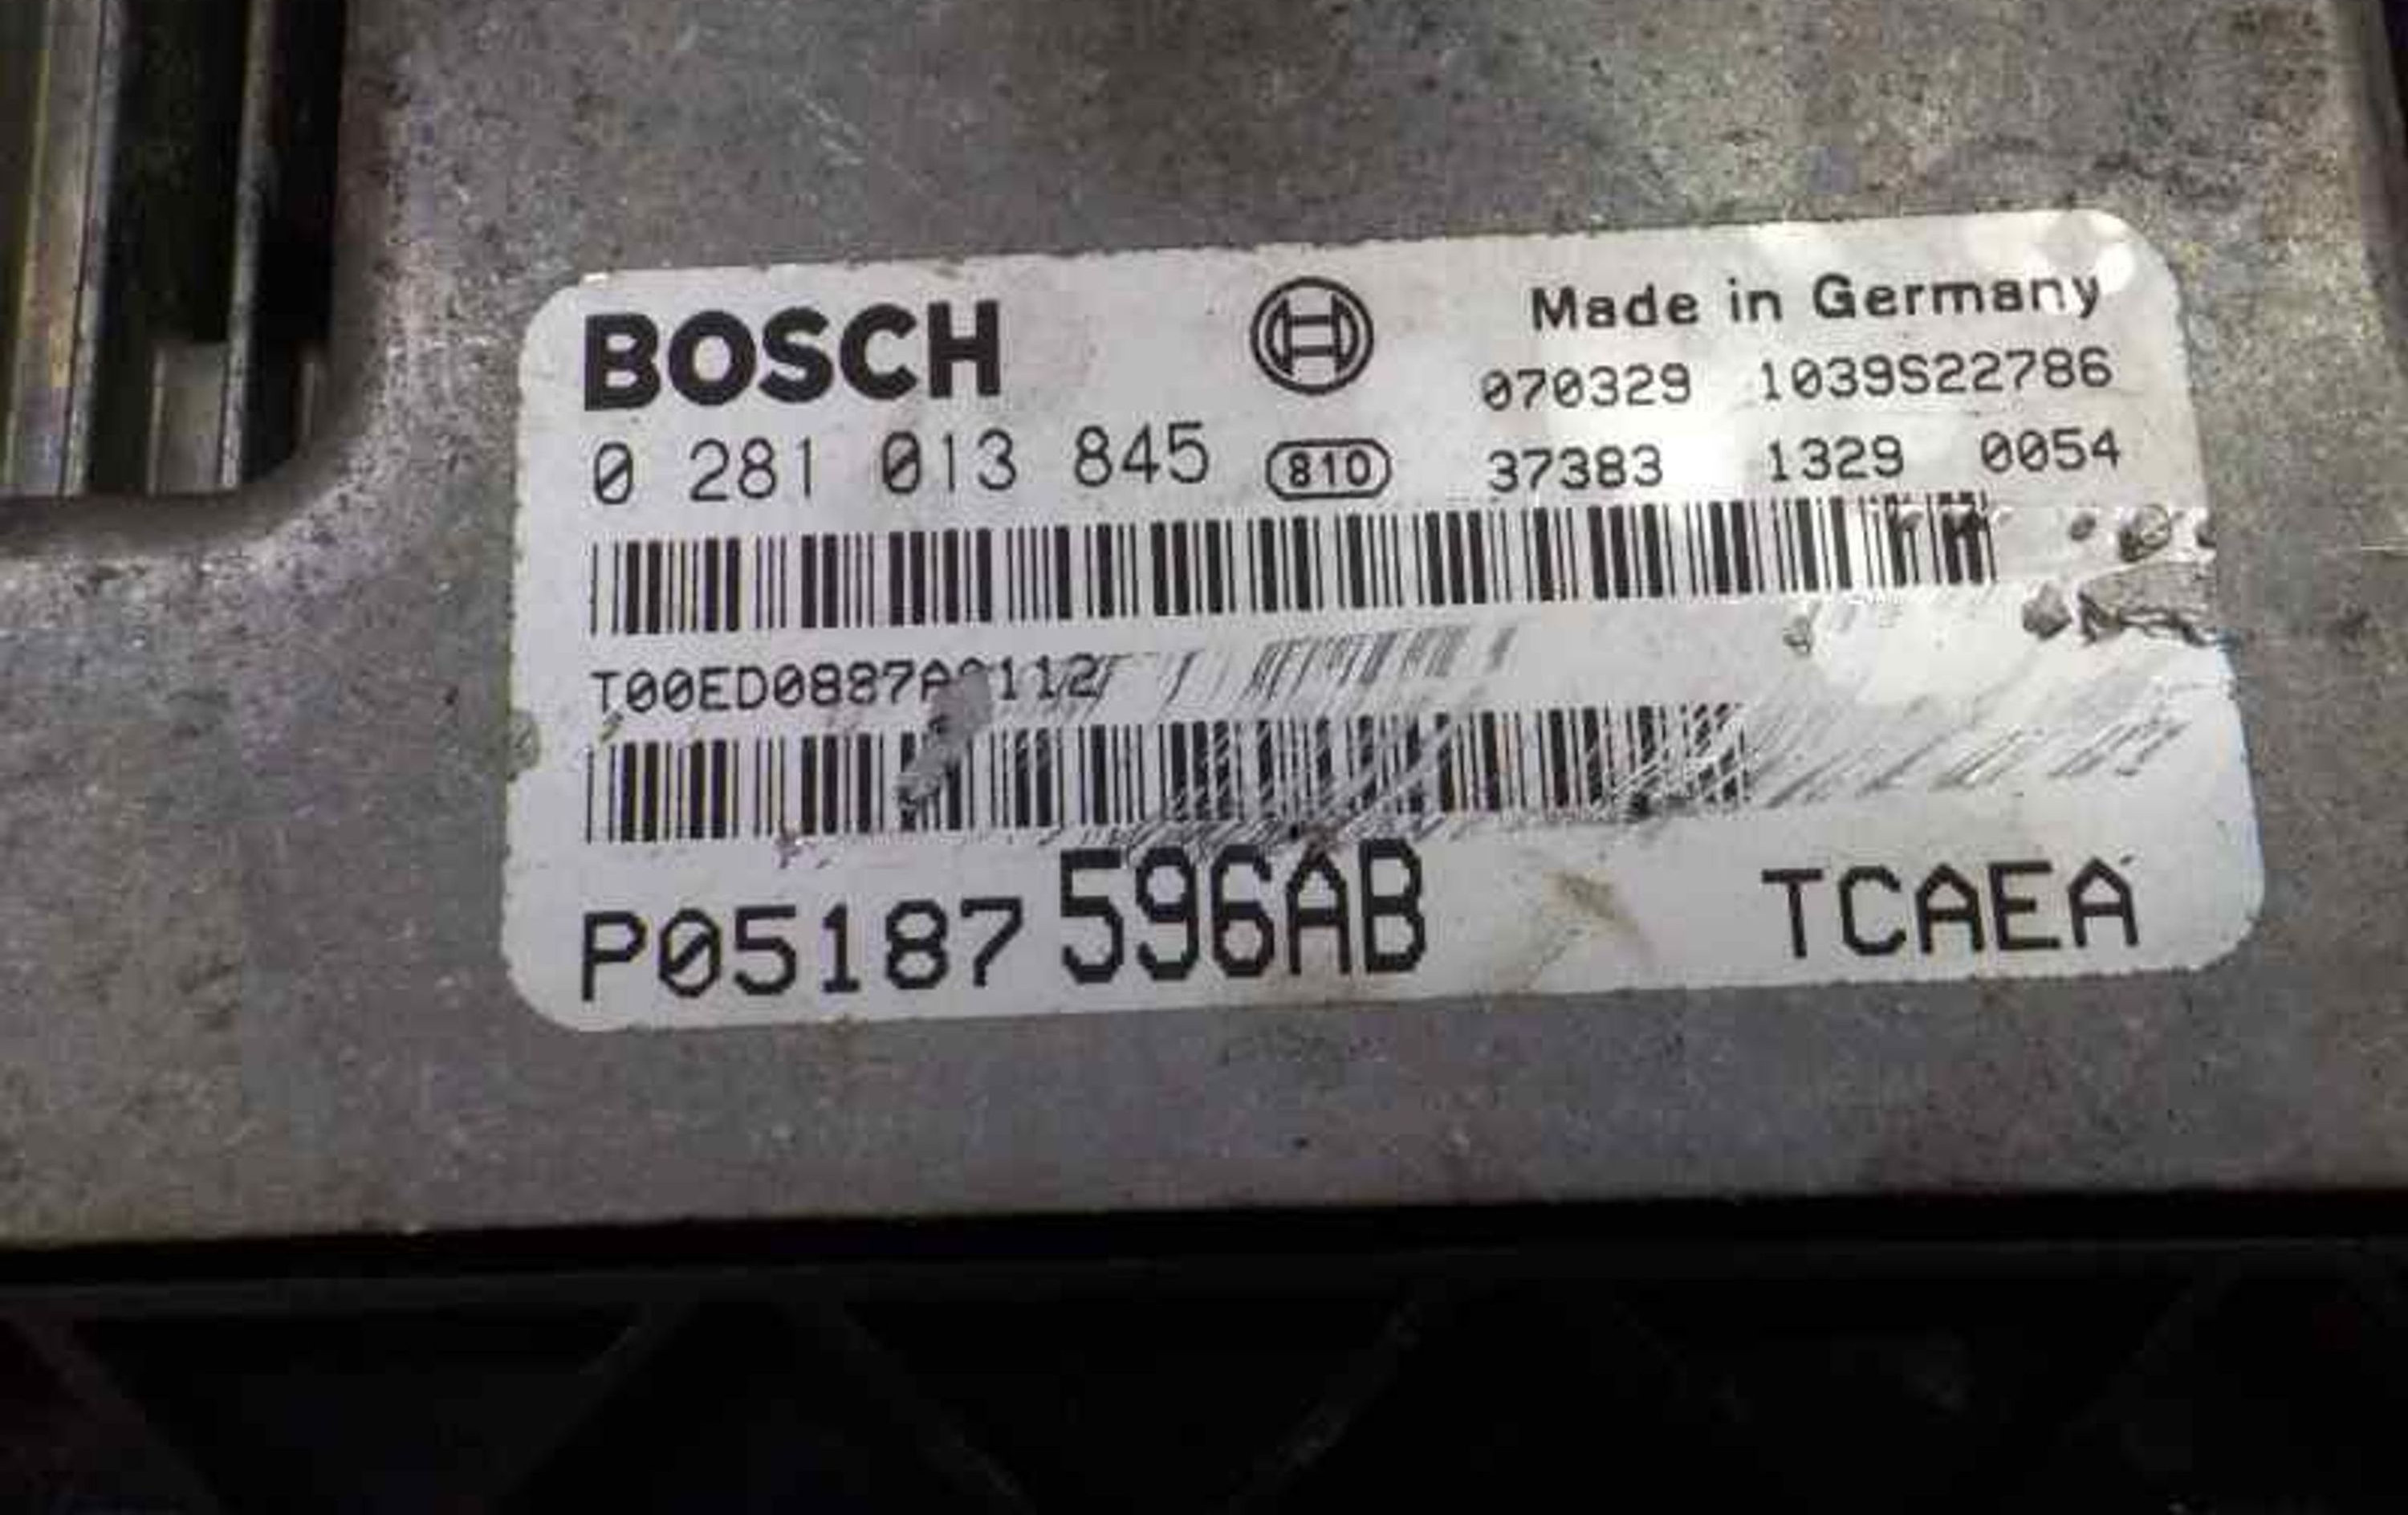 BOSCH
Made in Germany
070329 1039S22786
0 281 013 845 810 37383 1329 0054
P05187596AB TCAEA